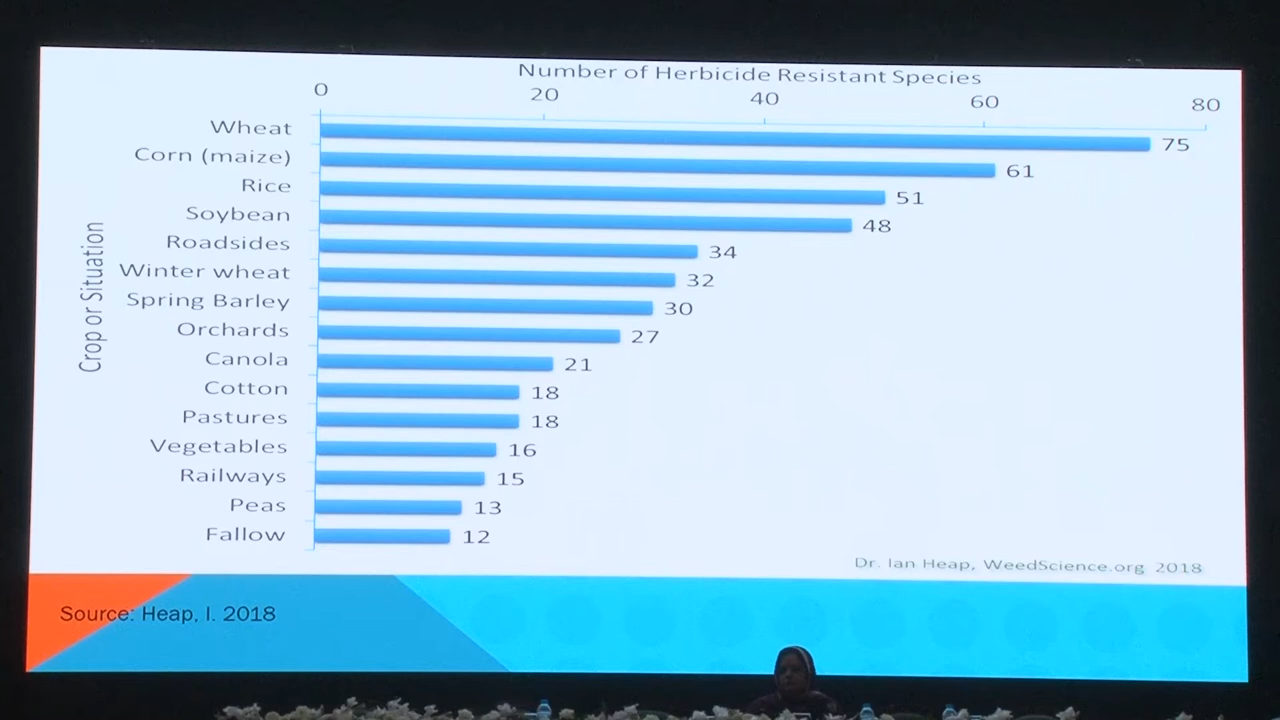 Number of Herbicide Resistant Species
0 20 40 60 80
Crop or Situation
Wheat 75
Corn (maize) 61
Rice 51
Soybean 48
Roadsides 34
Winter wheat 32
Spring Barley 30
Orchards 27
Canola 21
Cotton 18
Pastures 18
Vegetables 16
Railways 15
Peas 13
Fallow 12
Dr. Ian Heap, WeedScience.org 2018
Source: Heap, I. 2018